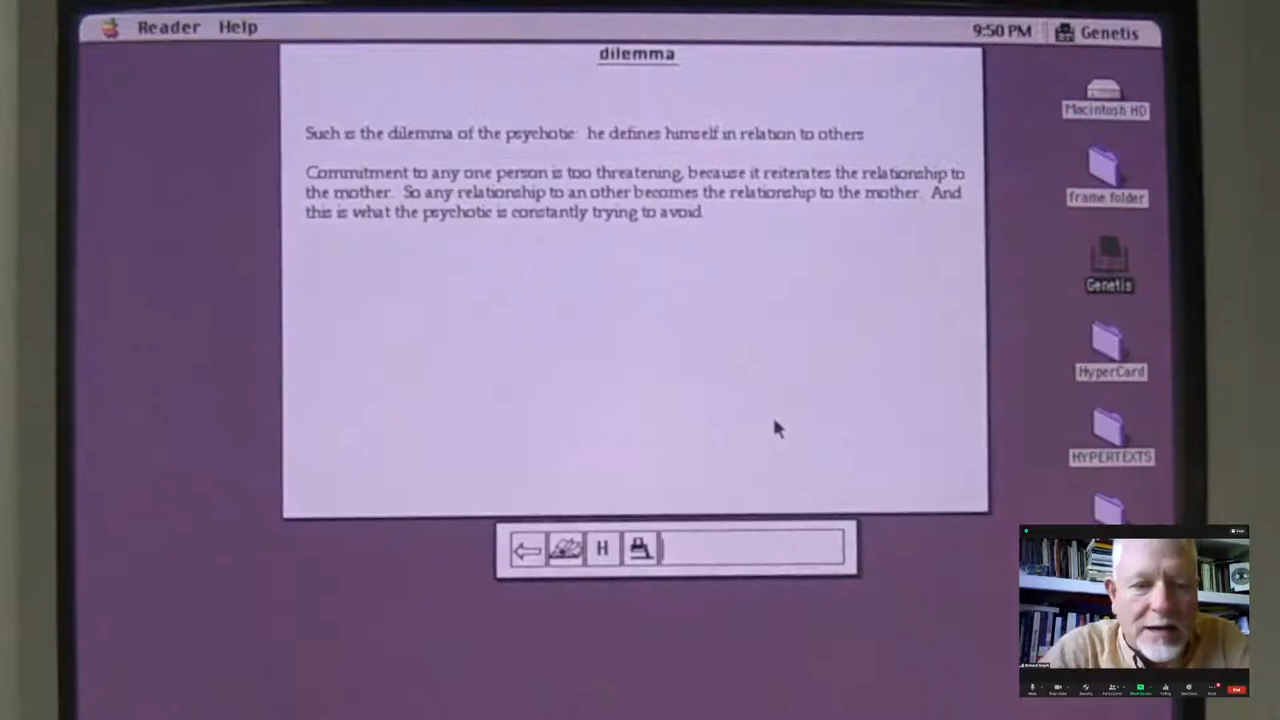 Reader Help 9:50 PM Genetis
dilemma
Such is the dilemma of the psychotic: he defines himself in relation to others
Commitment to any one person is too threatening, because it reiterates the relationship to
the mother. So any relationship to an other becomes the relationship to the mother. And
this is what the psychotic is constantly trying to avoid.
Macintosh HD
frame folder
Genetis
HyperCard
HYPERTEXTS
H